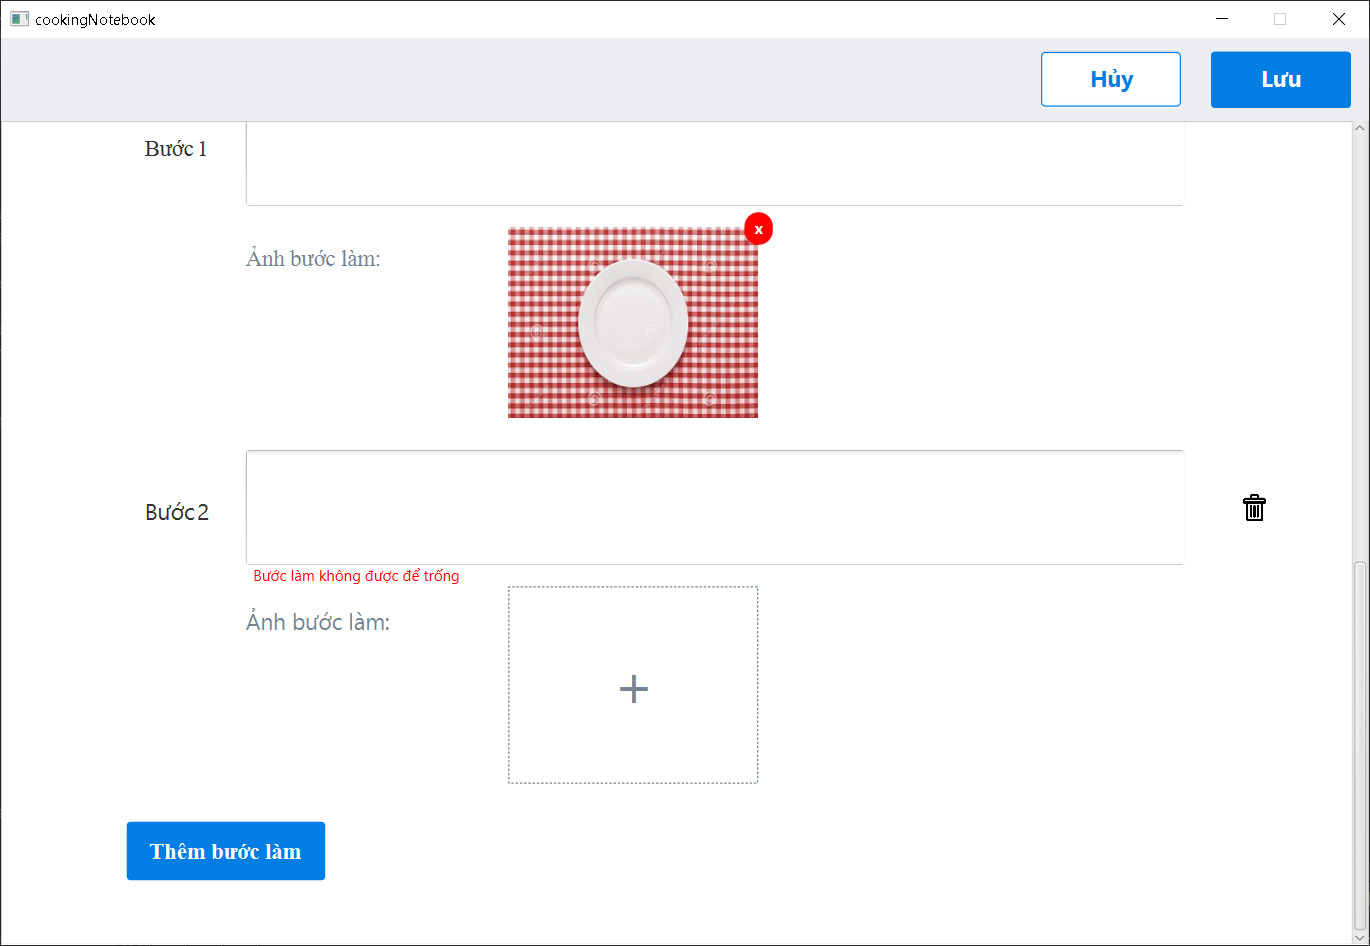 cookingNotebook
Hủy
Lưu
Bước 1
Ảnh bước làm:
x
Bước 2
Bước làm không được để trống
Ảnh bước làm:
+
Thêm bước làm